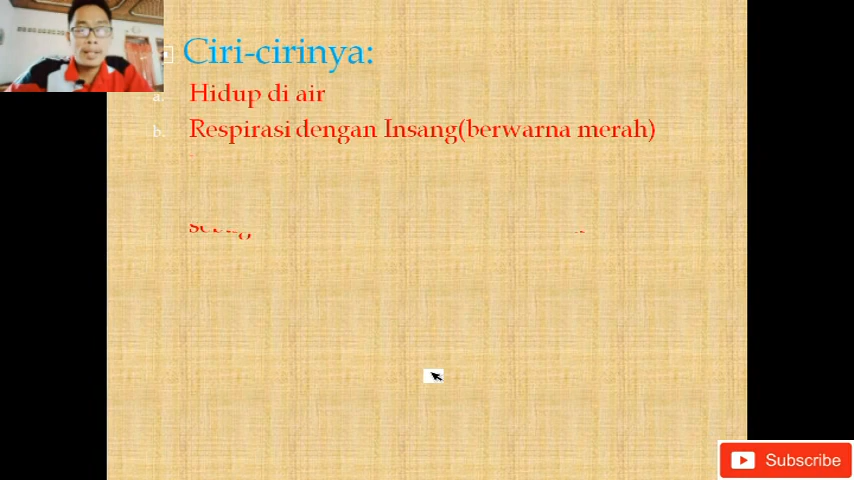 Ciri-cirinya:
a. Hidup di air
b. Respirasi dengan Insang(berwarna merah)
Subscribe